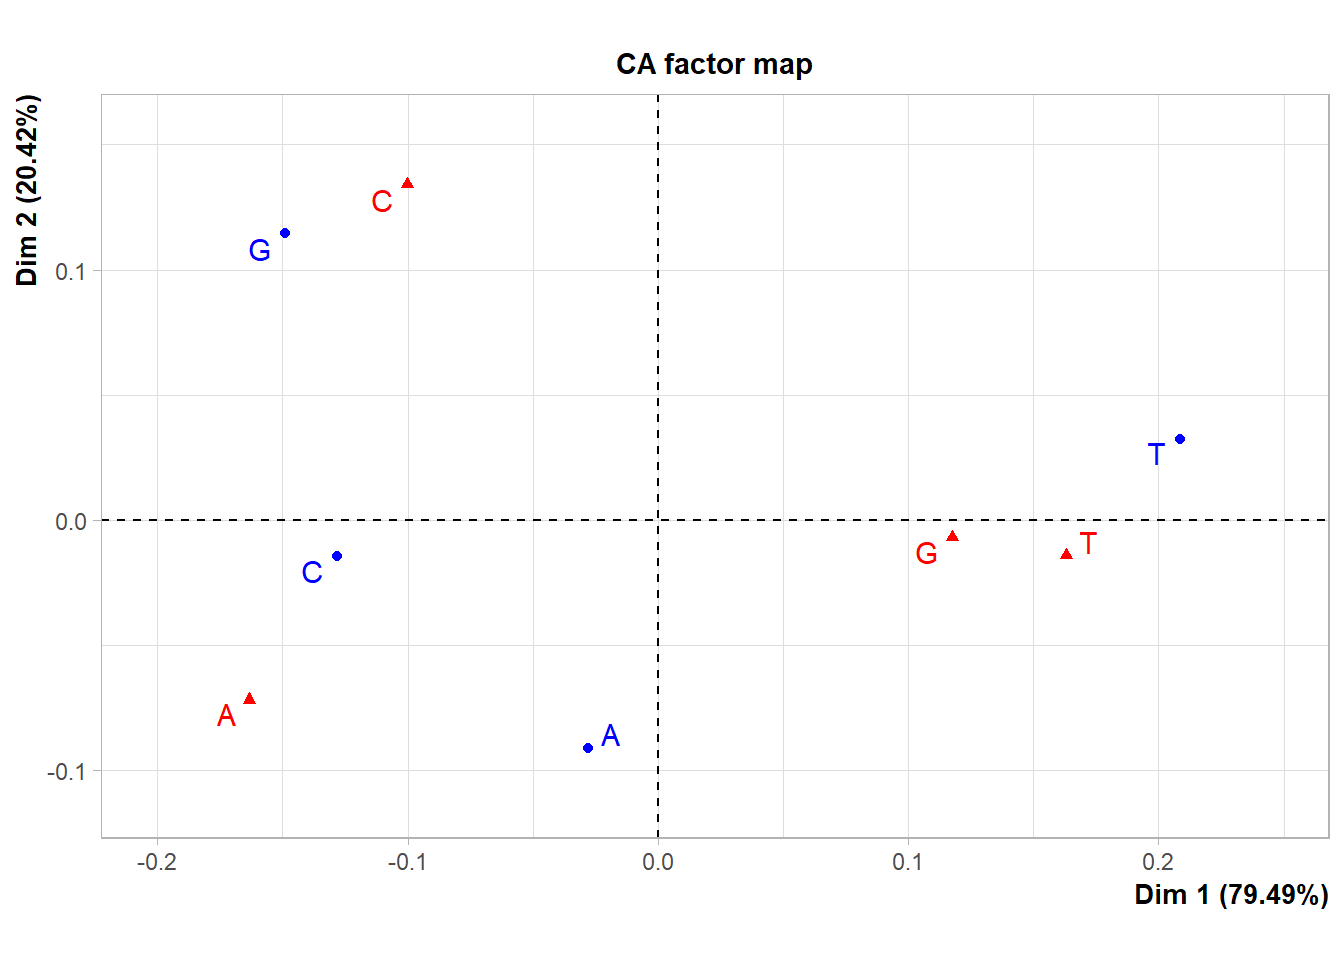 CA factor map
Dim 2 (20.42%)
0.1
0.0
-0.1
C
G
T
G
T
C
A
A
-0.2
-0.1
0.0
0.1
0.2
Dim 1 (79.49%)